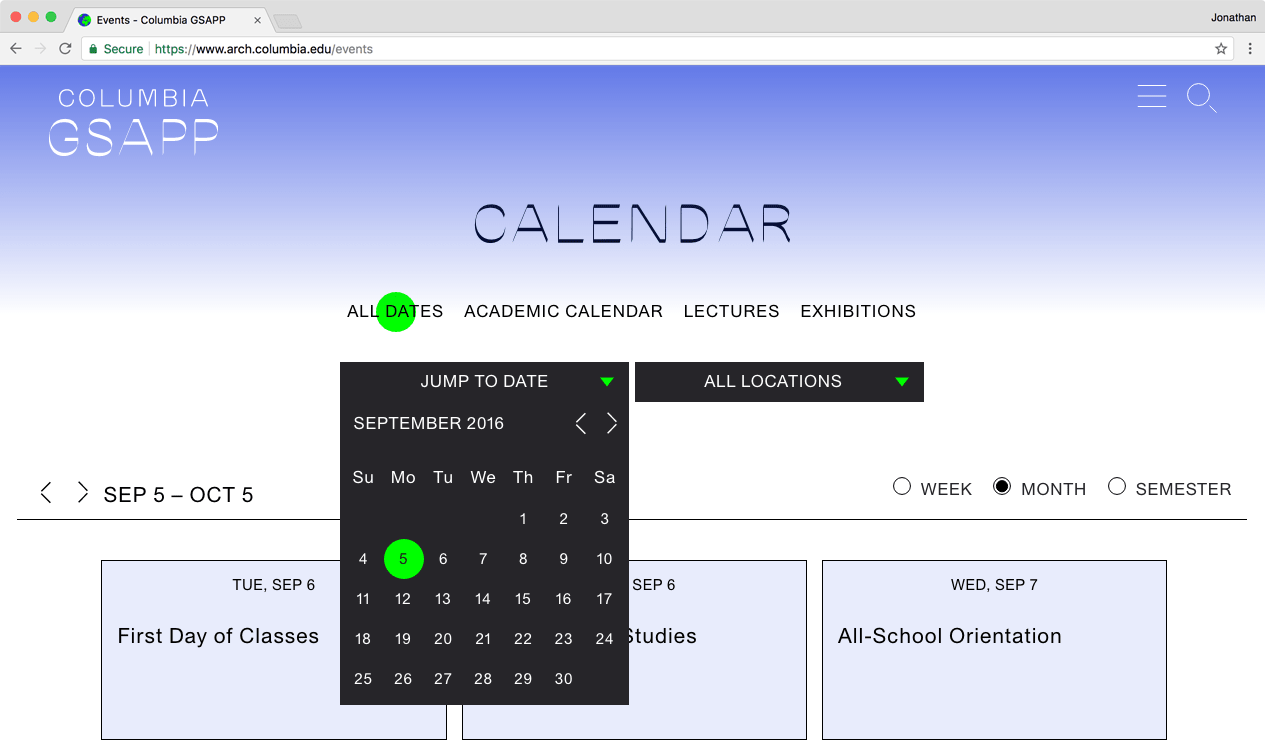 Events - Columbia GSAPP
Jonathan
Secure
https://www.arch.columbia.edu/events
COLUMBIA
GSAPP
CALENDAR
ALL DATES ACADEMIC CALENDAR LECTURES EXHIBITIONS
JUMP TO DATE
ALL LOCATIONS
SEPTEMBER 2016
Su Mo Tu We Th Fr Sa
1 2 3
4 5 6 7 8 9 10
11 12 13 14 15 16 17
18 19 20 21 22 23 24
25 26 27 28 29 30
SEP 5 – OCT 5
WEEK MONTH SEMESTER
TUE, SEP 6
First Day of Classes
SEP 6
Studies
WED, SEP 7
All-School Orientation